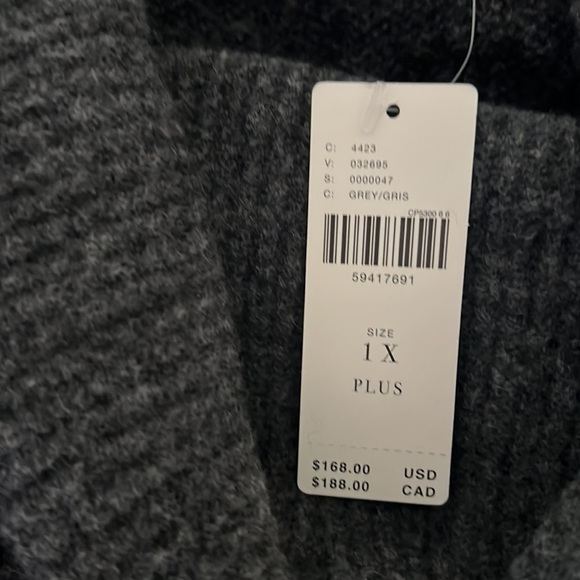 C: 4423
V: 032695
S: 0000047
C: GREY/GRIS
CP5300 6 6
59417691
SIZE
1 X
PLUS
$168.00 USD
$188.00 CAD